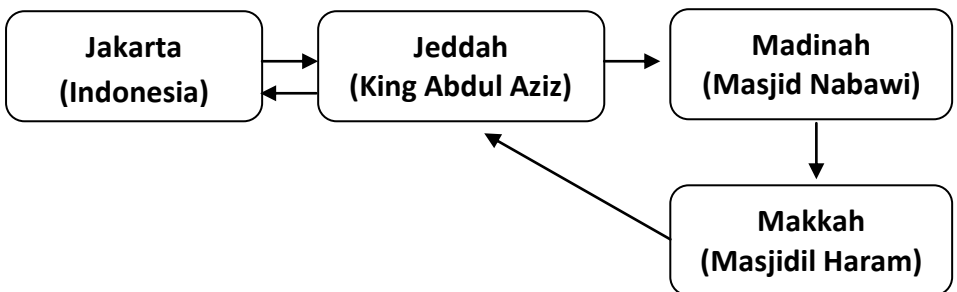 Jakarta
(Indonesia)
Jeddah
(King Abdul Aziz)
Madinah
(Masjid Nabawi)
Makkah
(Masjidil Haram)